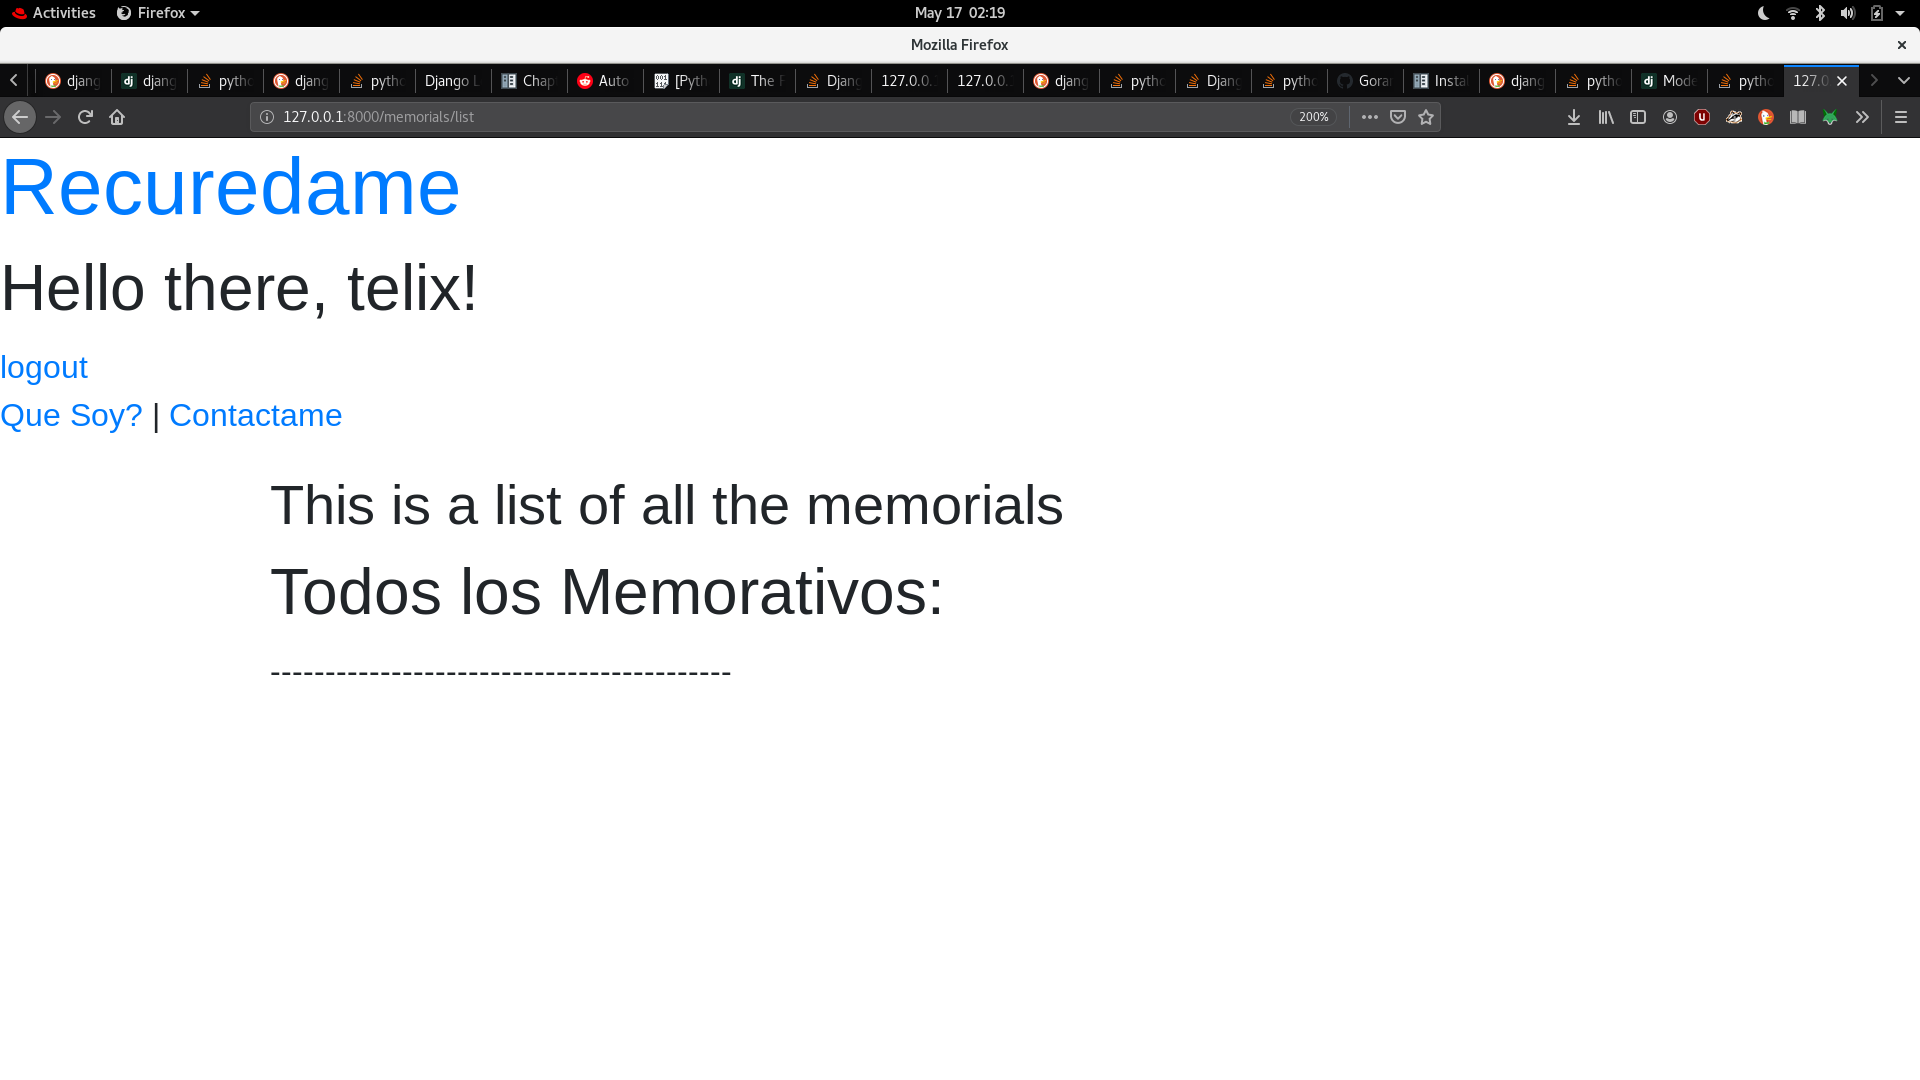 Activities Firefox May 17 02:19
Mozilla Firefox
djang djang pytho djang pytho Django Chap Auto [Pyth The Djang 127.0.0. 127.0.0. djang pytho Djang pytho Gora Insta djang pytho Mode pytho 127.0
127.0.0.1:8000/memorials/list 200%
Recuredame
Hello there, telix!
logout
Que Soy? | Contactame
This is a list of all the memorials
Todos los Memorativos:
------------------------------------------